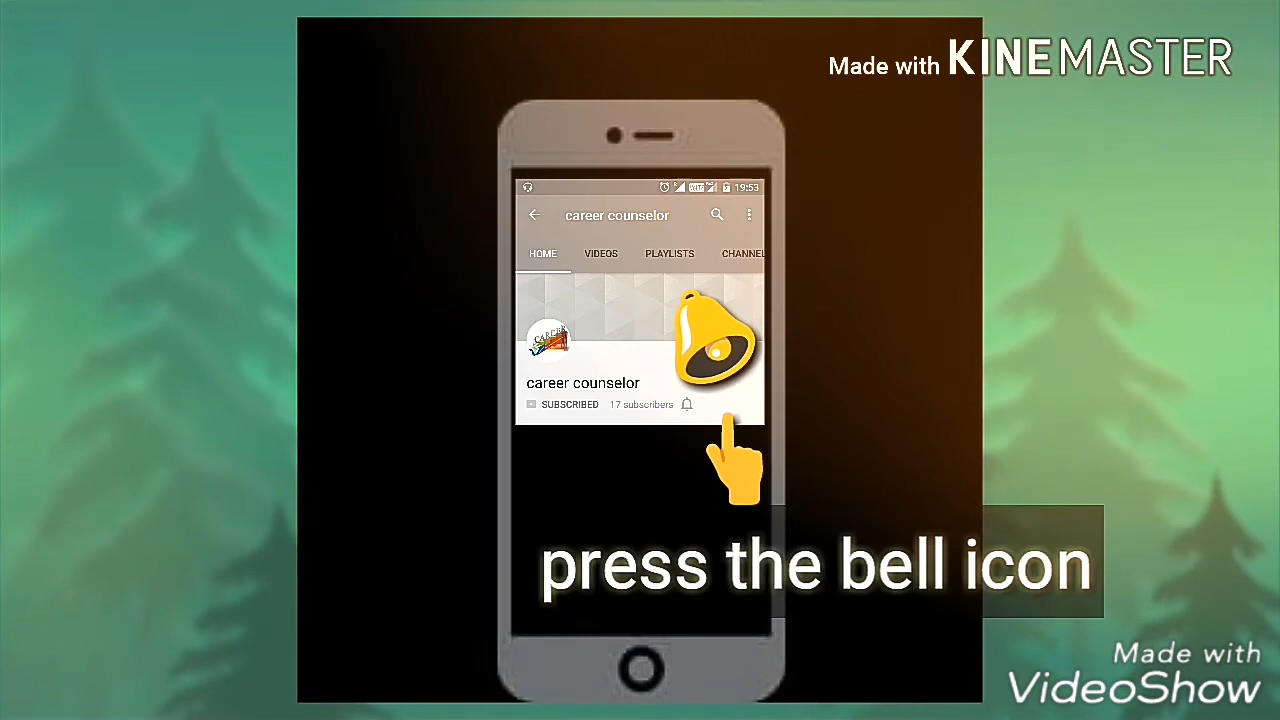 Made with KINEMASTER
19:53
career counselor
HOME VIDEOS PLAYLISTS CHANNEL
CAREER
career counselor
SUBSCRIBED 17 subscribers
press the bell icon
Made with
VideoShow